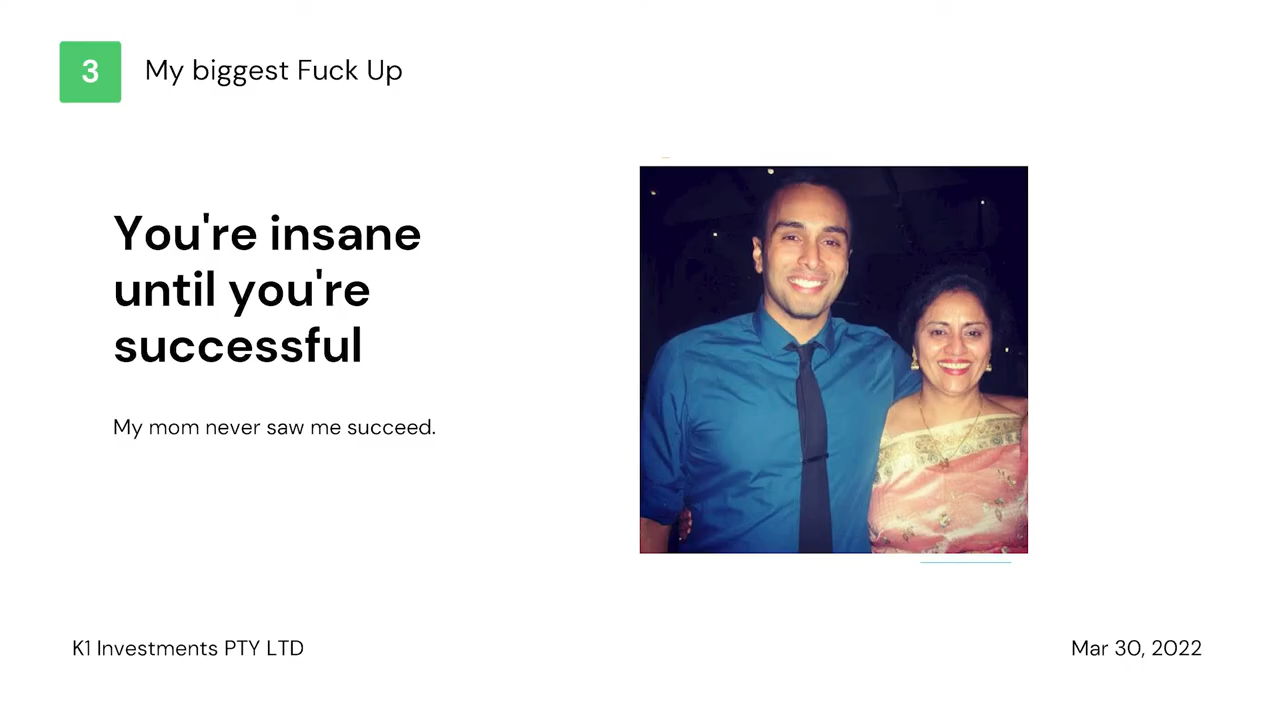 3
My biggest Fuck Up
You're insane
until you're
successful
My mom never saw me succeed.
K1 Investments PTY LTD
Mar 30, 2022